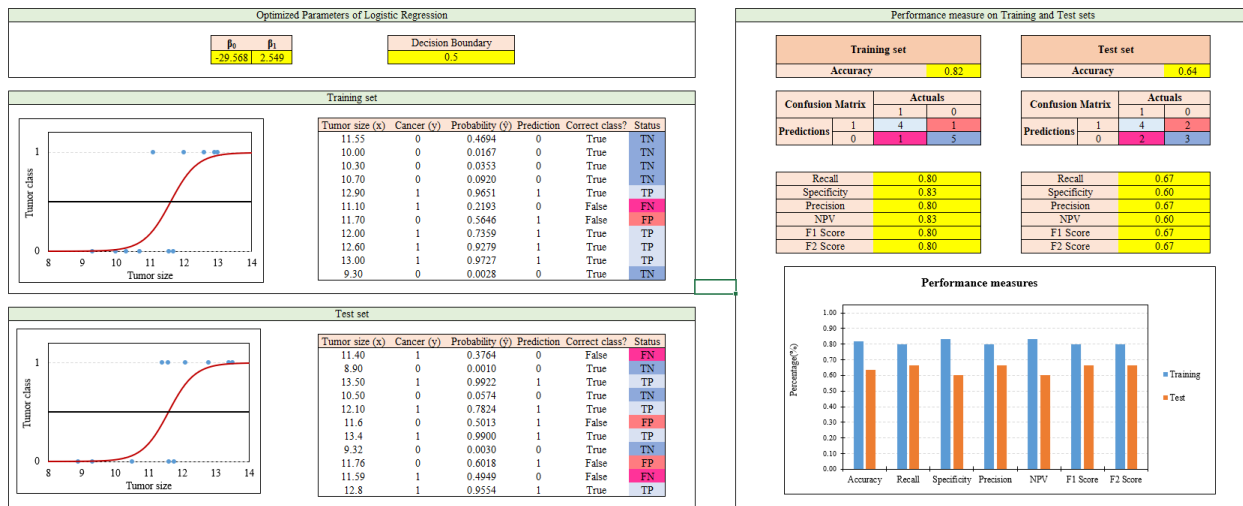 Optimized Parameters of Logistic Regression
β0 β1
-29.568 2.549
Decision Boundary
0.5
Training set
1
0
8 9 10 11 12 13 14
Tumor size
Tumor class
Tumor size (x) Cancer (y) Probability (ŷ) Prediction Correct class? Status
11.55 0 0.4694 0 True TN
10.00 0 0.0167 0 True TN
10.30 0 0.0353 0 True TN
10.70 0 0.0920 0 True TN
12.90 1 0.9651 1 True TP
11.10 1 0.2193 0 False FN
11.70 0 0.5646 1 False FP
12.00 1 0.7359 1 True TP
12.60 1 0.9279 1 True TP
13.00 1 0.9727 1 True TP
9.30 0 0.0028 0 True TN
Test set
1
0
8 9 10 11 12 13 14
Tumor size
Tumor class
Tumor size (x) Cancer (y) Probability (ŷ) Prediction Correct class? Status
11.40 1 0.3764 0 False FN
8.90 0 0.0010 0 True TN
13.50 1 0.9922 1 True TP
10.50 0 0.0574 0 True TN
12.10 1 0.7824 1 True TP
11.6 0 0.5013 1 False FP
13.4 1 0.9900 1 True TP
9.32 0 0.0030 0 True TN
11.76 0 0.6018 1 False FP
11.59 1 0.4949 0 False FN
12.8 1 0.9554 1 True TP
Performance measure on Training and Test sets
Training set
Accuracy 0.82
Confusion Matrix Actuals
1 0
Predictions 1 4 1
0 1 5
Recall 0.80
Specificity 0.83
Precision 0.80
NPV 0.83
F1 Score 0.80
F2 Score 0.80
Test set
Accuracy 0.64
Confusion Matrix Actuals
1 0
Predictions 1 4 2
0 2 3
Recall 0.67
Specificity 0.60
Precision 0.67
NPV 0.60
F1 Score 0.67
F2 Score 0.67
Performance measures
Percentage(%)
1.00
0.90
0.80
0.70
0.60
0.50
0.40
0.30
0.20
0.10
0.00
Accuracy Recall Specificity Precision NPV F1 Score F2 Score
Training
Test